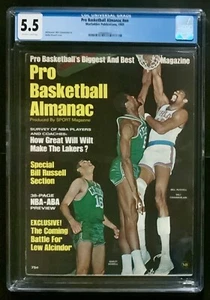 5.5
Pro Basketball Almanac
Pro Basketball's Biggest And Best Magazine
Pro
Basketball
Almanac
Produced By SPORT Magazine
SURVEY OF NBA PLAYERS
AND COACHES:
How Great Will Wilt
Make The Lakers?
Special
Bill Russell
Section
36-PAGE
NBA-ABA
PREVIEW
EXCLUSIVE!
The Coming
Battle For
Lew Alcindor
15